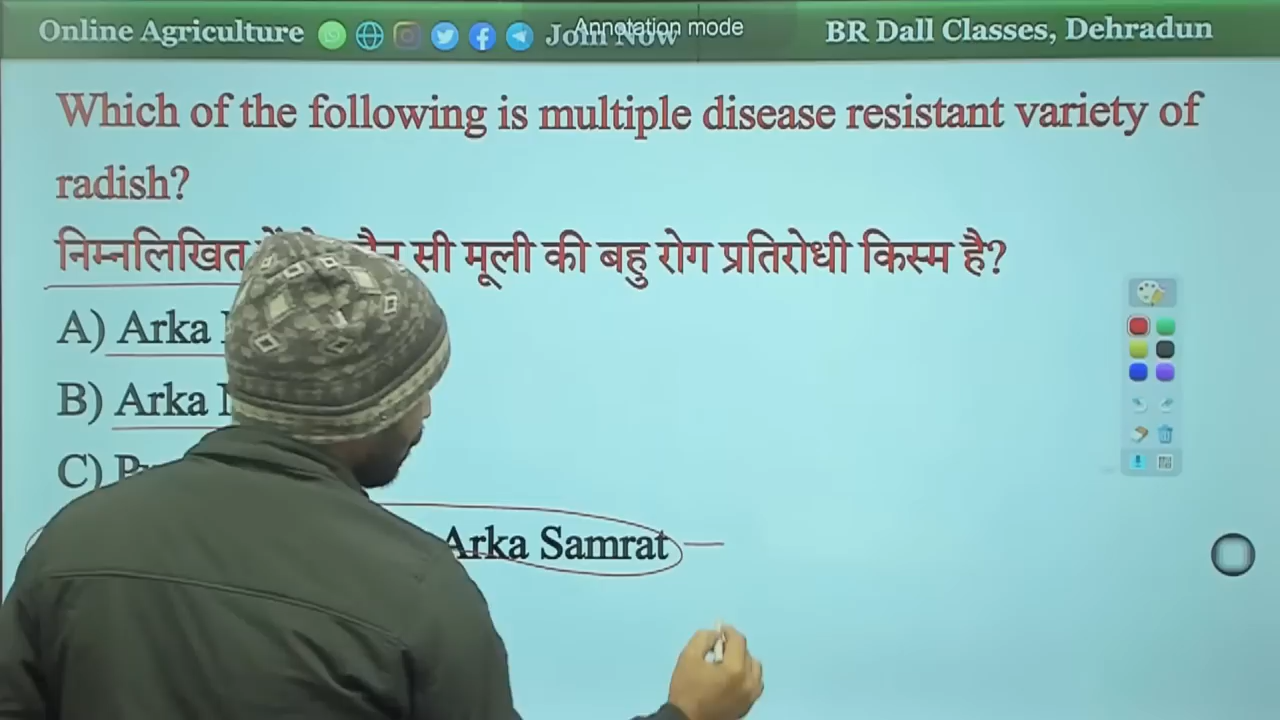 Online Agriculture Join Now Annotation mode BR Dall Classes, Dehradun
Which of the following is multiple disease resistant variety of
radish?
निम्नलिखित सी मूली की बहु रोग प्रतिरोधी किस्म है?
A) Arka
B) Arka
C)
Arka Samrat